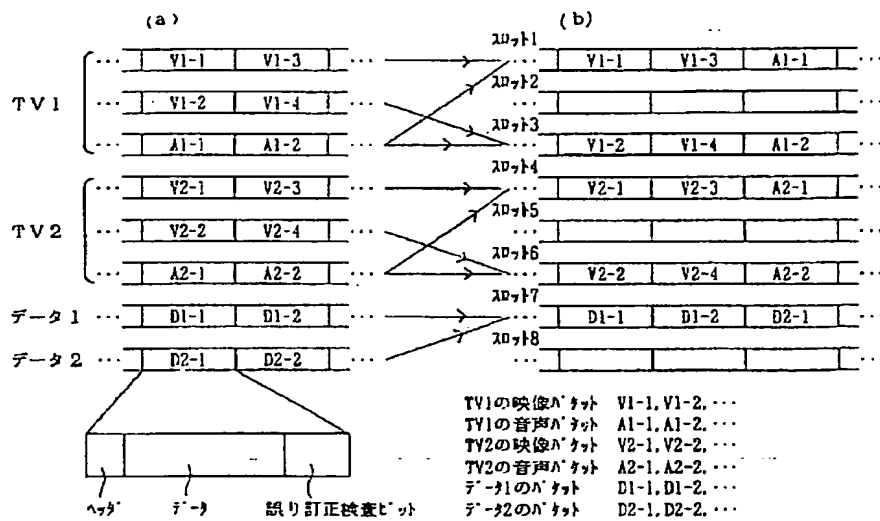 (a) (b)
スロット1
… V1-1 V1-3 … … V1-1 V1-3 A1-1 …
スロット2
TV1 … V1-2 V1-4 … …
スロット3
… A1-1 A1-2 … … V1-2 V1-4 A1-2 …
スロット4
… V2-1 V2-3 … … V2-1 V2-3 A2-1 …
スロット5
TV2 … V2-2 V2-4 … …
スロット6
… A2-1 A2-2 … … V2-2 V2-4 A2-2 …
スロット7
データ1 … D1-1 D1-2 … … D1-1 D1-2 D2-1 …
スロット8
データ2 … D2-1 D2-2 … … …
TV1の映像パケット V1-1,V1-2,…
TV1の音声パケット A1-1,A1-2,…
TV2の映像パケット V2-1,V2-2,…
TV2の音声パケット A2-1,A2-2,…
データ1のパケット D1-1,D1-2,…
データ2のパケット D2-1,D2-2,…
ヘッダ データ 誤り訂正検査ビット